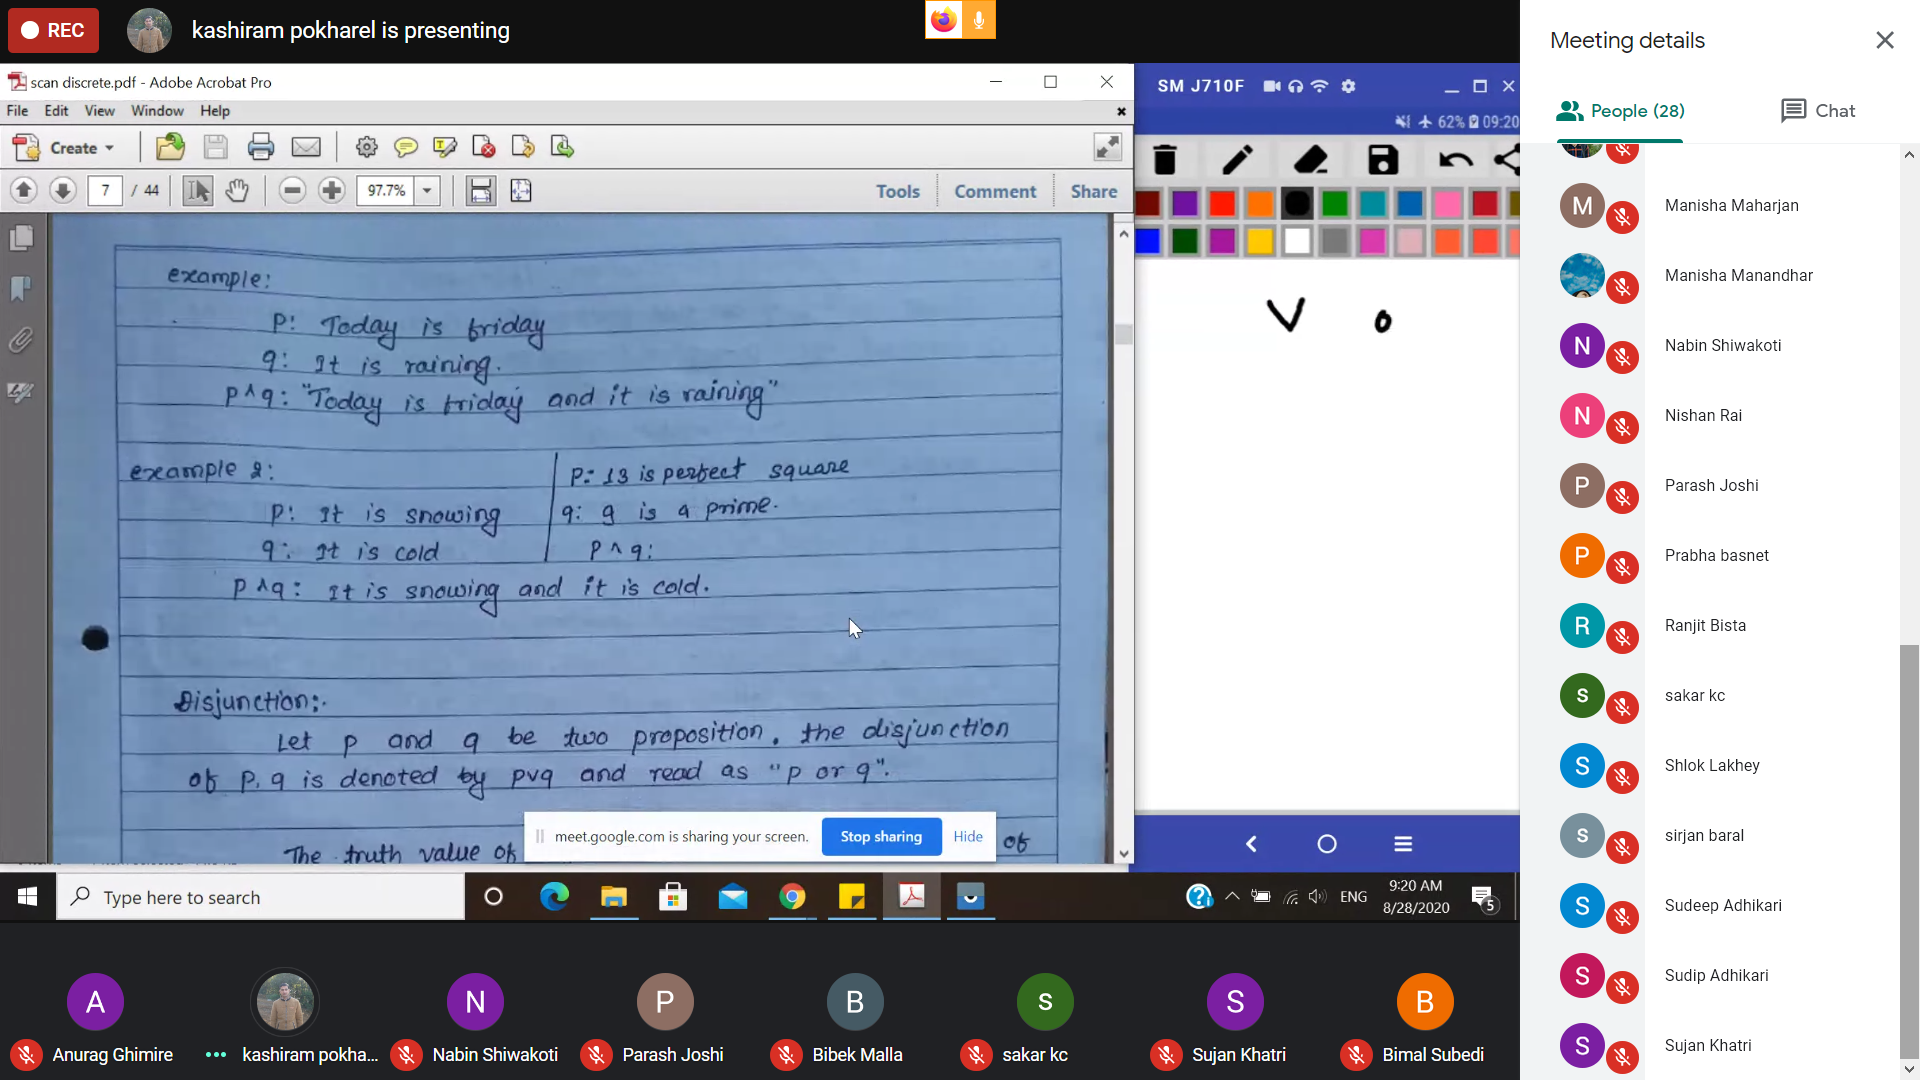 REC
kashiram pokharel is presenting
scan discrete.pdf - Adobe Acrobat Pro
File Edit View Window Help
Create
7 / 44 97.7% Tools Comment Share
example:
p: Today is friday
q: It is raining.
p ∧ q: "Today is friday and it is raining"
example 2:
p: It is snowing
q: It is cold
p ∧ q: It is snowing and it is cold.
p: 13 is perfect square
q: 9 is a prime.
p ∧ q:
Disjunction:
Let p and q be two proposition, the disjunction
of p, q is denoted by p∨q and read as "p or q".
The truth value of
of
meet.google.com is sharing your screen. Stop sharing Hide
SM J710F
62% 09:20
V o
Type here to search
ENG
9:20 AM
8/28/2020
5
Meeting details
People (28) Chat
M Manisha Maharjan
Manisha Manandhar
N Nabin Shiwakoti
N Nishan Rai
P Parash Joshi
P Prabha basnet
R Ranjit Bista
s sakar kc
S Shlok Lakhey
s sirjan baral
S Sudeep Adhikari
S Sudip Adhikari
S Sujan Khatri
A N P B s S B
Anurag Ghimire kashiram pokha... Nabin Shiwakoti Parash Joshi Bibek Malla sakar kc Sujan Khatri Bimal Subedi